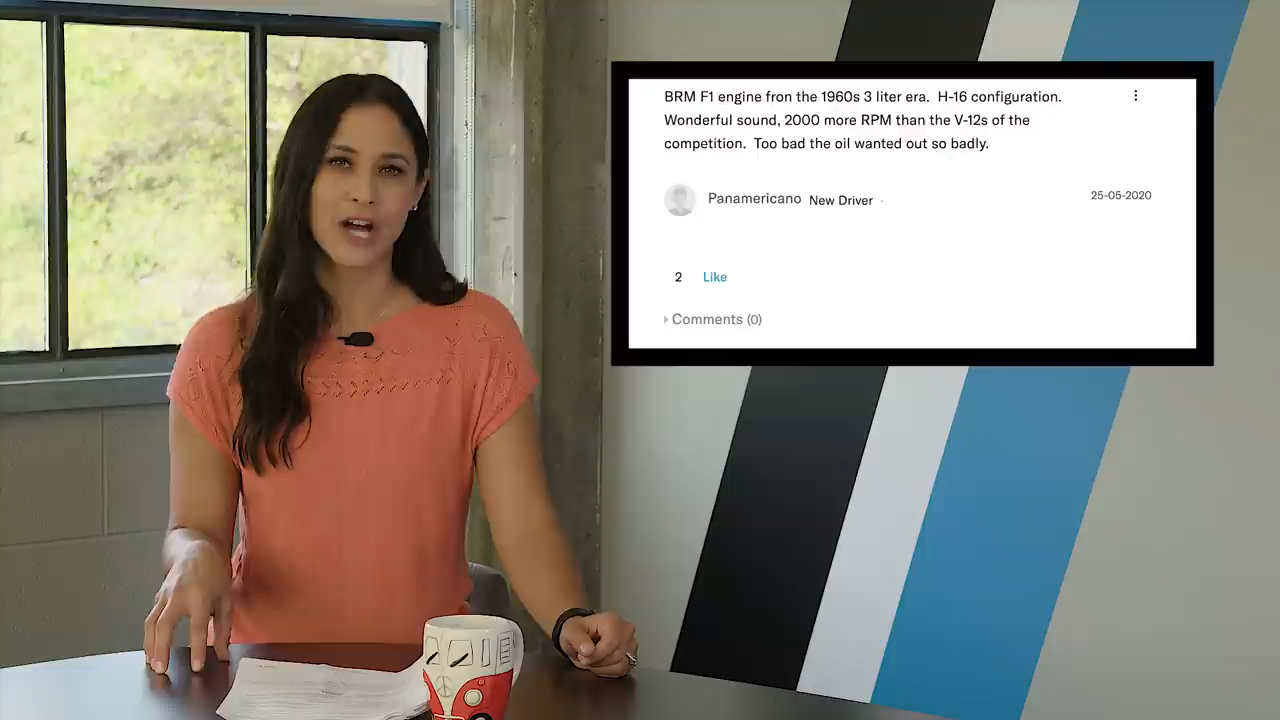 BRM F1 engine fron the 1960s 3 liter era.  H-16 configuration.
Wonderful sound, 2000 more RPM than the V-12s of the
competition.  Too bad the oil wanted out so badly.
Panamericano New Driver
25-05-2020
2 Like
Comments (0)